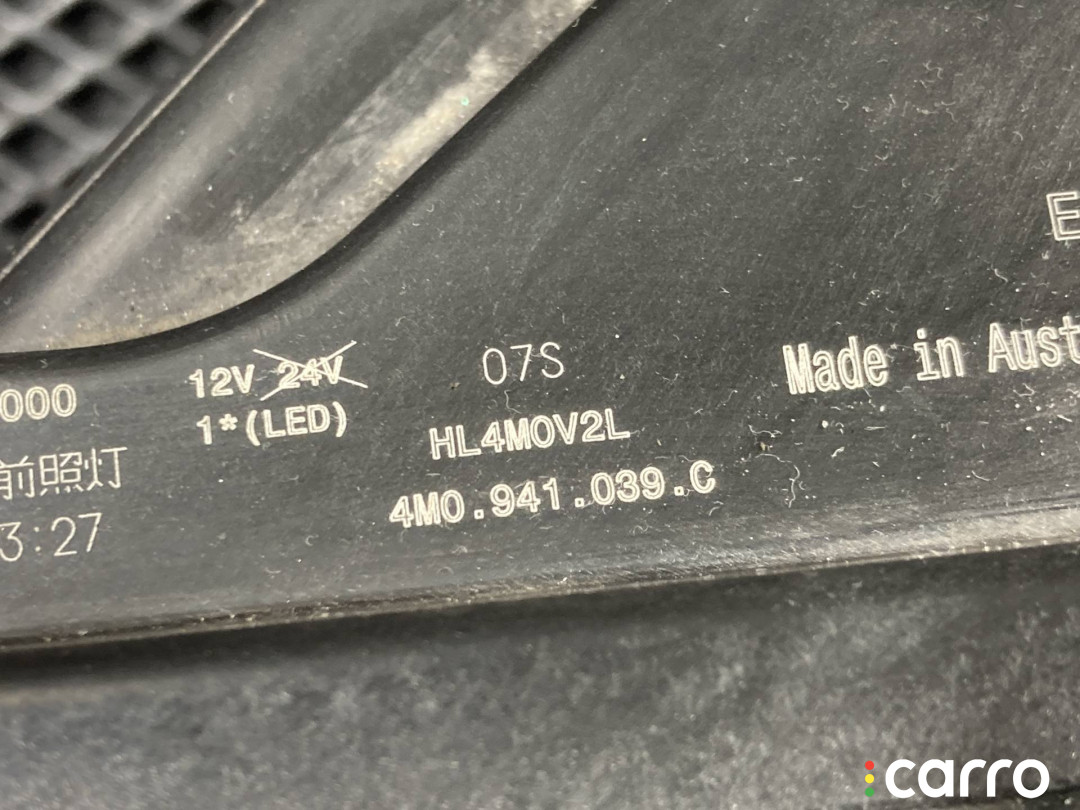 000
12V 24V
1*(LED)
前照灯
3:27
07S
HL4M0V2L
4M0.941.039.C
Made in Aust
E
carro